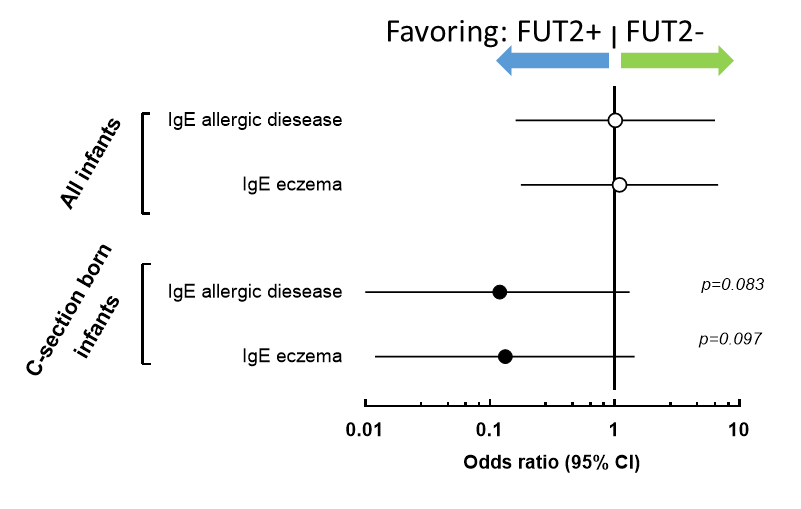 Favoring: FUT2+ | FUT2-
All infants
IgE allergic diesease
IgE eczema
C-section born
infants
IgE allergic diesease
p=0.083
IgE eczema
p=0.097
0.01 0.1 1 10
Odds ratio (95% CI)